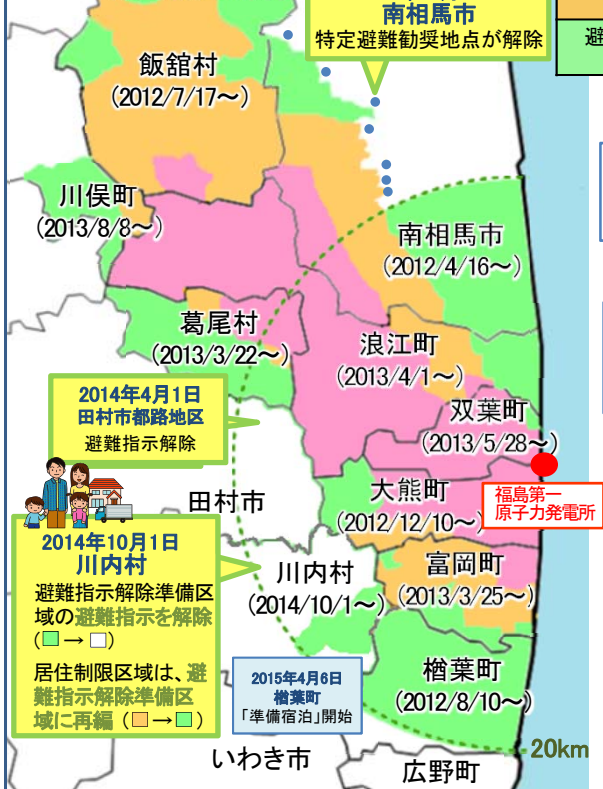 南相馬市
特定避難勧奨地点が解除
避
飯舘村
(2012/7/17～)
川俣町
(2013/8/8～)
南相馬市
(2012/4/16～)
葛尾村
(2013/3/22～)
浪江町
(2013/4/1～)
2014年4月1日
田村市都路地区
避難指示解除
双葉町
(2013/5/28～)
田村市
大熊町
(2012/12/10～)
福島第一
原子力発電所
2014年10月1日
川内村
避難指示解除準備区
域の避難指示を解除
(□→□)
居住制限区域は、避
難指示解除準備区
域に再編（□→□）
川内村
(2014/10/1～)
富岡町
(2013/3/25～)
2015年4月6日
楢葉町
「準備宿泊」開始
楢葉町
(2012/8/10～)
20km
いわき市
広野町